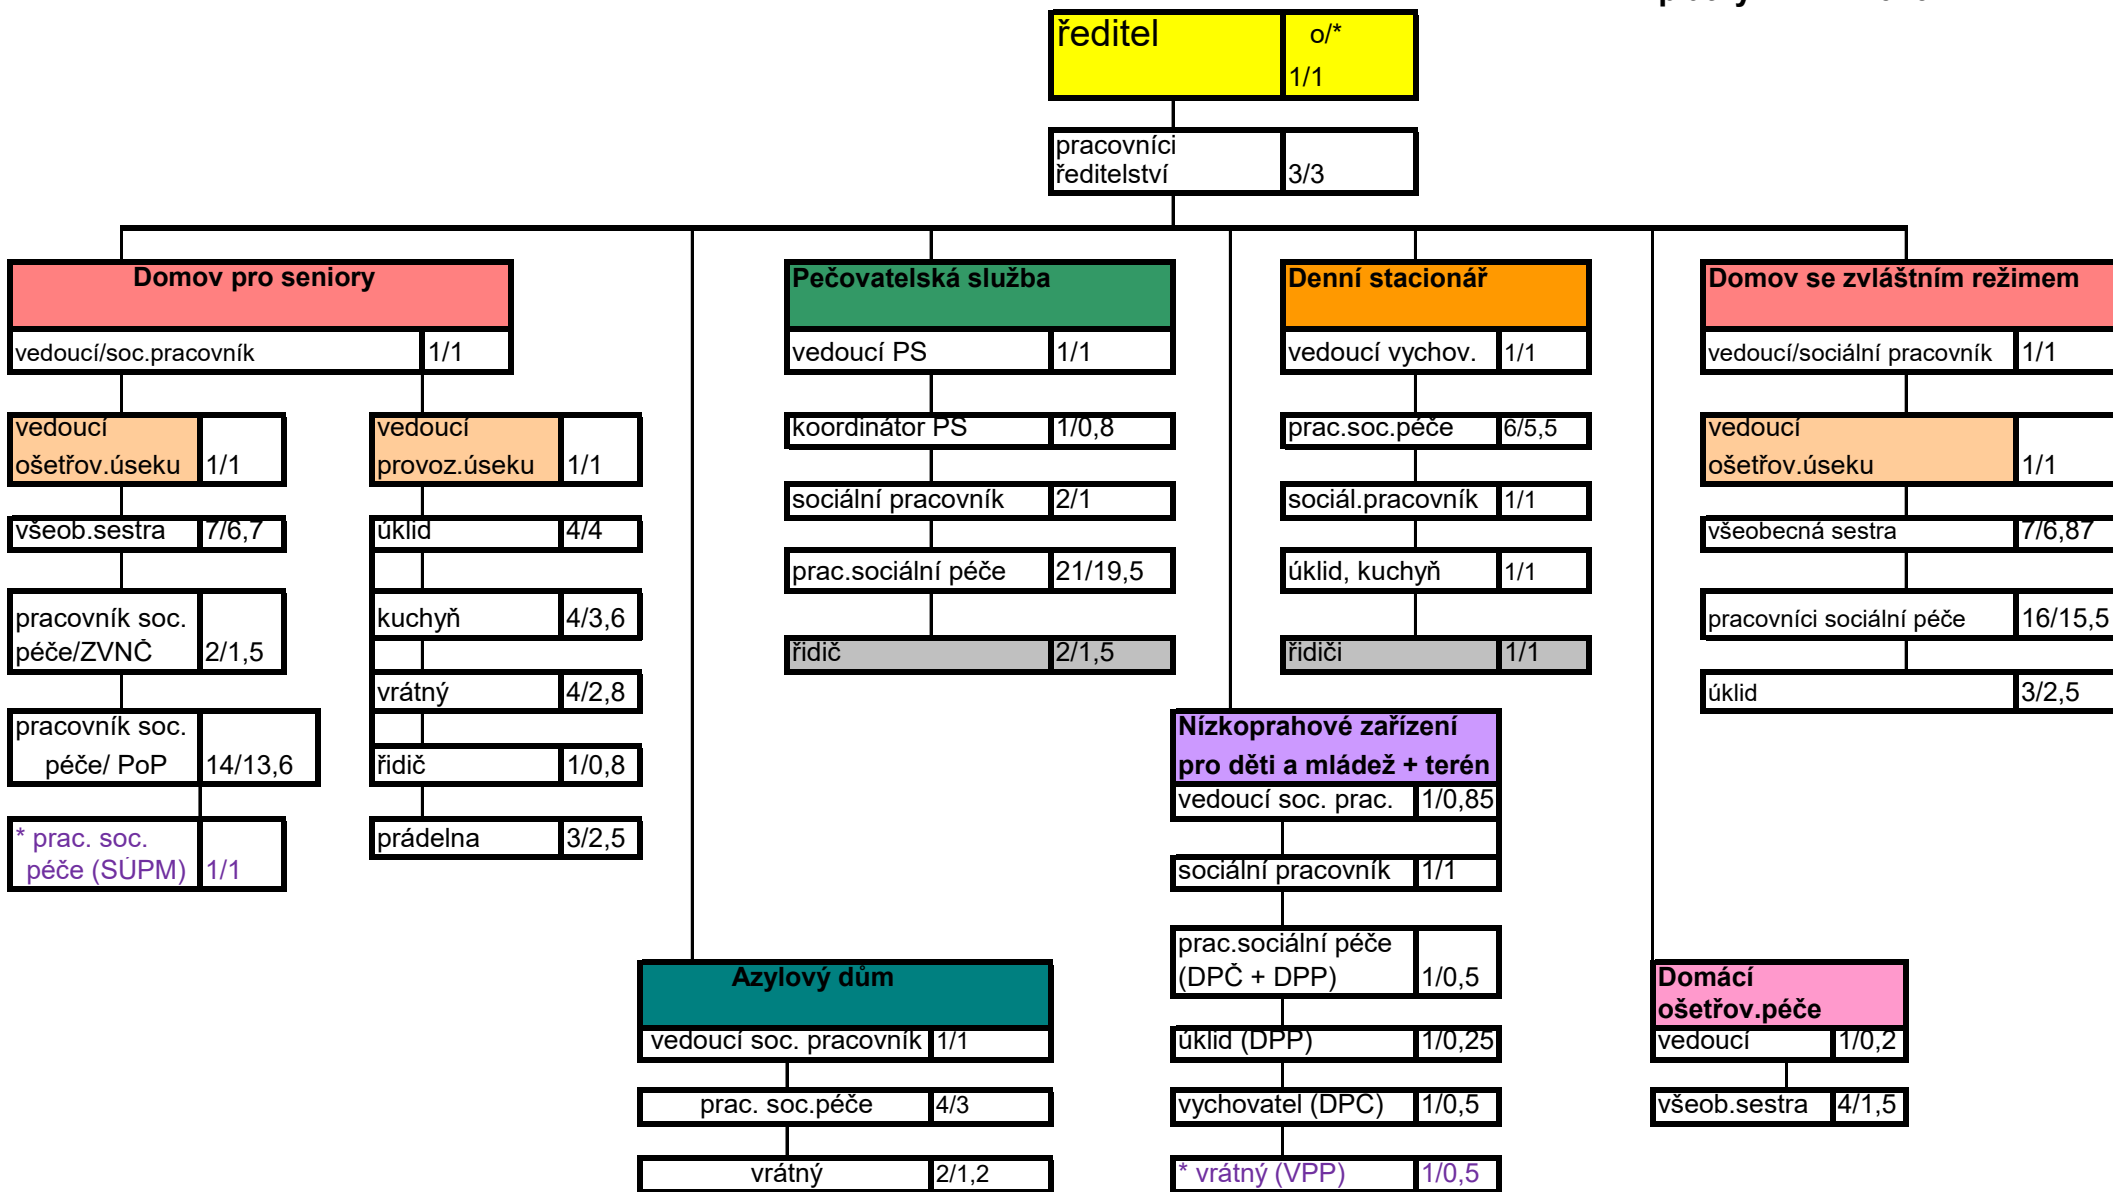 ředitel o/*
1/1
pracovníci
ředitelství 3/3
Domov pro seniory
vedoucí/soc.pracovník 1/1
vedoucí
ošetřov.úseku 1/1
všeob.sestra 7/6,7
pracovník soc.
péče/ZVNČ 2/1,5
pracovník soc.
péče/ PoP 14/13,6
* prac. soc.
péče (SÚPM) 1/1
vedoucí
provoz.úseku 1/1
úklid 4/4
kuchyň 4/3,6
vrátný 4/2,8
řidič 1/0,8
prádelna 3/2,5
Azylový dům
vedoucí soc. pracovník 1/1
prac. soc.péče 4/3
vrátný 2/1,2
Pečovatelská služba
vedoucí PS 1/1
koordinátor PS 1/0,8
sociální pracovník 2/1
prac.sociální péče 21/19,5
řidič 2/1,5
Nízkoprahové zařízení
pro děti a mládež + terén
vedoucí soc. prac. 1/0,85
sociální pracovník 1/1
prac.sociální péče
(DPČ + DPP) 1/0,5
úklid (DPP) 1/0,25
vychovatel (DPČ) 1/0,5
* vrátný (VPP) 1/0,5
Denní stacionář
vedoucí vychov. 1/1
prac.soc.péče 6/5,5
sociál.pracovník 1/1
úklid, kuchyň 1/1
řidiči 1/1
Domácí
ošetřov.péče
vedoucí 1/0,2
všeob.sestra 4/1,5
Domov se zvláštním režimem
vedoucí/sociální pracovník 1/1
vedoucí
ošetřov.úseku 1/1
všeobecná sestra 7/6,87
pracovníci sociální péče 16/15,5
úklid 3/2,5